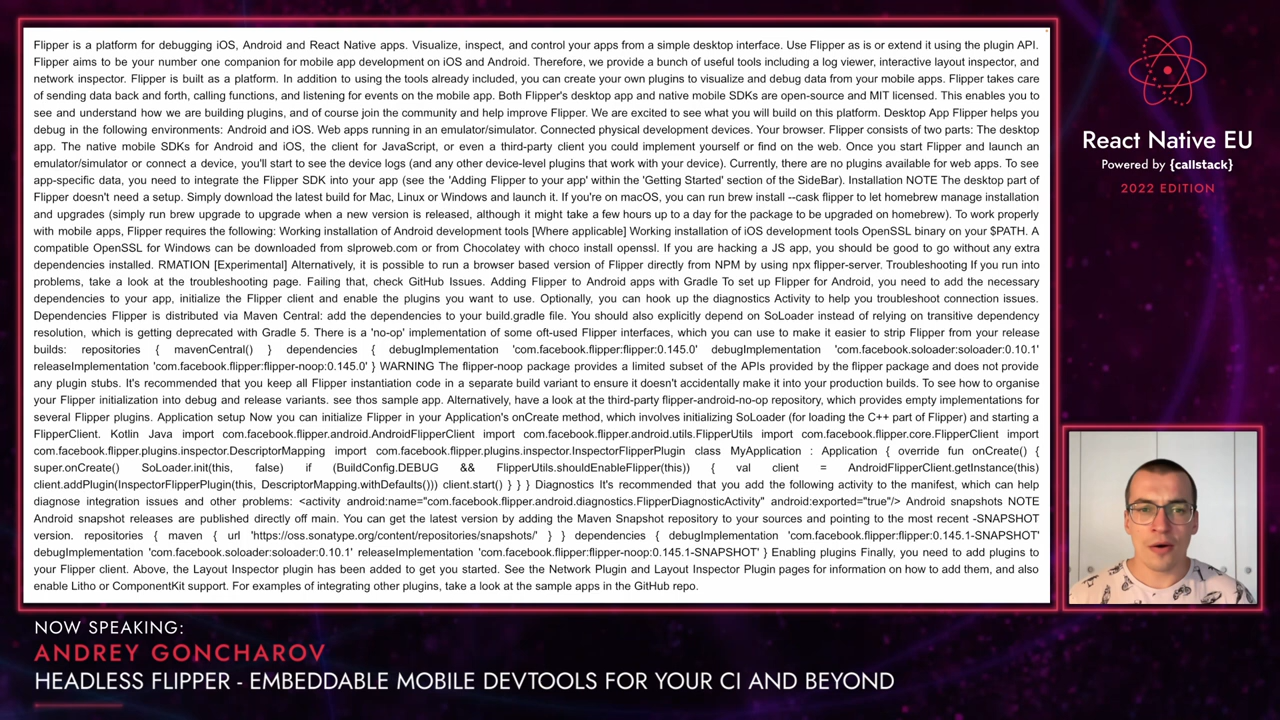 Flipper is a platform for debugging iOS, Android and React Native apps. Visualize, inspect, and control your apps from a simple desktop interface. Use Flipper as is or extend it using the plugin API.
Flipper aims to be your number one companion for mobile app development on iOS and Android. Therefore, we provide a bunch of useful tools including a log viewer, interactive layout inspector, and
network inspector. Flipper is built as a platform. In addition to using the tools already included, you can create your own plugins to visualize and debug data from your mobile apps. Flipper takes care
of sending data back and forth, calling functions, and listening for events on the mobile app. Both Flipper's desktop app and native mobile SDKs are open-source and MIT licensed. This enables you to
see and understand how we are building plugins, and of course join the community and help improve Flipper. We are excited to see what you will build on this platform. Desktop App Flipper helps you
debug in the following environments: Android and iOS. Web apps running in an emulator/simulator. Connected physical development devices. Your browser. Flipper consists of two parts: The desktop
app. The native mobile SDKs for Android and iOS, the client for JavaScript, or even a third-party client you could implement yourself or find on the web. Once you start Flipper and launch an
emulator/simulator or connect a device, you'll start to see the device logs (and any other device-level plugins that work with your device). Currently, there are no plugins available for web apps. To see
app-specific data, you need to integrate the Flipper SDK into your app (see the 'Adding Flipper to your app' within the 'Getting Started' section of the SideBar). Installation NOTE The desktop part of
Flipper doesn't need a setup. Simply download the latest build for Mac, Linux or Windows and launch it. If you're on macOS, you can run brew install --cask flipper to let homebrew manage installation
and upgrades (simply run brew upgrade to upgrade when a new version is released, although it might take a few hours up to a day for the package to be upgraded on homebrew). To work properly
with mobile apps, Flipper requires the following: Working installation of Android development tools [Where applicable] Working installation of iOS development tools OpenSSL binary on your $PATH. A
compatible OpenSSL for Windows can be downloaded from slproweb.com or from Chocolatey with choco install openssl. If you are hacking a JS app, you should be good to go without any extra
dependencies installed. RMATION [Experimental] Alternatively, it is possible to run a browser based version of Flipper directly from NPM by using npx flipper-server. Troubleshooting If you run into
problems, take a look at the troubleshooting page. Failing that, check GitHub Issues. Adding Flipper to Android apps with Gradle To set up Flipper for Android, you need to add the necessary
dependencies to your app, initialize the Flipper client and enable the plugins you want to use. Optionally, you can hook up the diagnostics Activity to help you troubleshoot connection issues.
Dependencies Flipper is distributed via Maven Central: add the dependencies to your build.gradle file. You should also explicitly depend on SoLoader instead of relying on transitive dependency
resolution, which is getting deprecated with Gradle 5. There is a 'no-op' implementation of some oft-used Flipper interfaces, which you can use to make it easier to strip Flipper from your release
builds: repositories { mavenCentral() } dependencies { debugImplementation 'com.facebook.flipper:flipper:0.145.0' debugImplementation 'com.facebook.soloader:soloader:0.10.1'
releaseImplementation 'com.facebook.flipper:flipper-noop:0.145.0' } WARNING The flipper-noop package provides a limited subset of the APIs provided by the flipper package and does not provide
any plugin stubs. It's recommended that you keep all Flipper instantiation code in a separate build variant to ensure it doesn't accidentally make it into your production builds. To see how to organise
your Flipper initialization into debug and release variants. see thos sample app. Alternatively, have a look at the third-party flipper-android-no-op repository, which provides empty implementations for
several Flipper plugins. Application setup Now you can initialize Flipper in your Application's onCreate method, which involves initializing SoLoader (for loading the C++ part of Flipper) and starting a
FlipperClient. Kotlin Java import com.facebook.flipper.android.AndroidFlipperClient import com.facebook.flipper.android.utils.FlipperUtils import com.facebook.flipper.core.FlipperClient import
com.facebook.flipper.plugins.inspector.DescriptorMapping import com.facebook.flipper.plugins.inspector.InspectorFlipperPlugin class MyApplication : Application { override fun onCreate() {
super.onCreate() SoLoader.init(this, false) if (BuildConfig.DEBUG && FlipperUtils.shouldEnableFlipper(this)) { val client = AndroidFlipperClient.getInstance(this)
client.addPlugin(InspectorFlipperPlugin(this, DescriptorMapping.withDefaults())) client.start() } } } Diagnostics It's recommended that you add the following activity to the manifest, which can help
diagnose integration issues and other problems: <activity android:name="com.facebook.flipper.android.diagnostics.FlipperDiagnosticActivity" android:exported="true"/> Android snapshots NOTE
Android snapshot releases are published directly off main. You can get the latest version by adding the Maven Snapshot repository to your sources and pointing to the most recent -SNAPSHOT
version. repositories { maven { url 'https://oss.sonatype.org/content/repositories/snapshots/' } } dependencies { debugImplementation 'com.facebook.flipper:flipper:0.145.1-SNAPSHOT'
debugImplementation 'com.facebook.soloader:soloader:0.10.1' releaseImplementation 'com.facebook.flipper:flipper-noop:0.145.1-SNAPSHOT' } Enabling plugins Finally, you need to add plugins to
your Flipper client. Above, the Layout Inspector plugin has been added to get you started. See the Network Plugin and Layout Inspector Plugin pages for information on how to add them, and also
enable Litho or ComponentKit support. For examples of integrating other plugins, take a look at the sample apps in the GitHub repo.
React Native EU
Powered by {callstack}
2022 EDITION
NOW SPEAKING:
ANDREY GONCHAROV
HEADLESS FLIPPER - EMBEDDABLE MOBILE DEVTOOLS FOR YOUR CI AND BEYOND